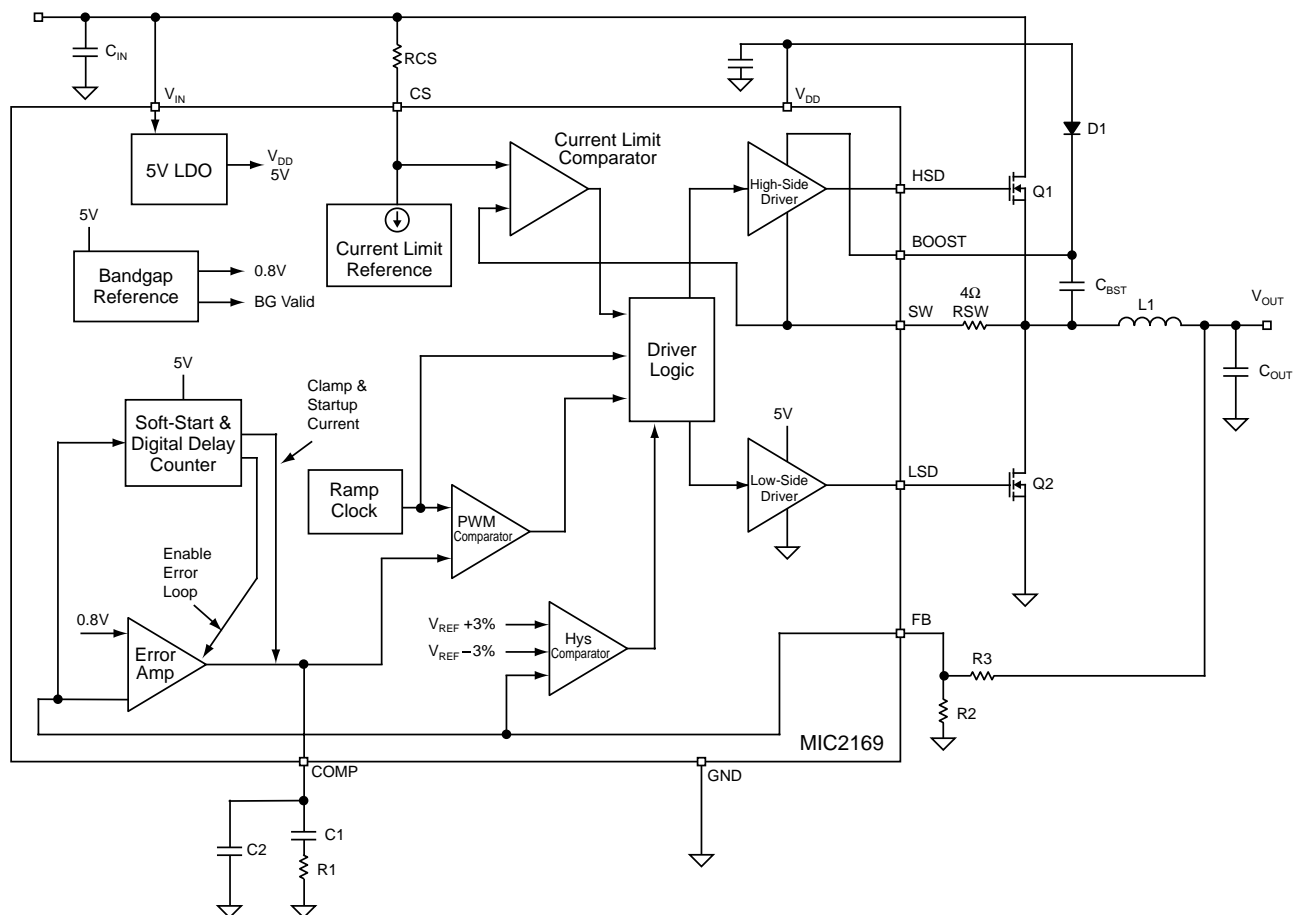 C_IN
RCS
V_IN
CS
V_DD
D1
5V LDO
V_DD
5V
Current Limit
Comparator
High-Side
Driver
HSD
Q1
5V
Bandgap
Reference
0.8V
BG Valid
Current Limit
Reference
BOOST
C_BST
SW
4Ω
RSW
L1
V_OUT
C_OUT
Driver
Logic
5V
Soft-Start &
Digital Delay
Counter
Clamp &
Startup
Current
5V
Low-Side
Driver
LSD
Q2
Ramp
Clock
PWM
Comparator
Enable
Error
Loop
0.8V
Error
Amp
V_REF +3%
V_REF −3%
Hys
Comparator
FB
R3
R2
MIC2169
COMP
GND
C2
C1
R1